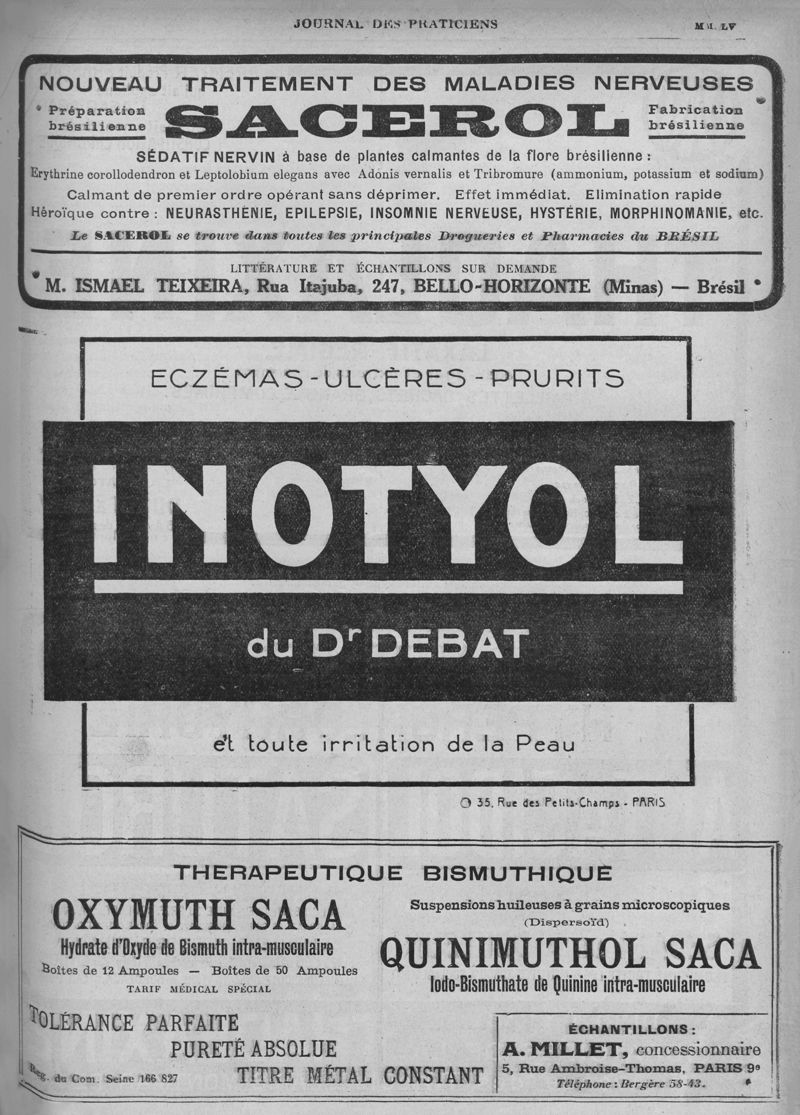 JOURNAL DES PRATICIENS
LV
NOUVEAU TRAITEMENT DES MALADIES NERVEUSES
Préparation brésilienne
SACEROL
Fabrication brésilienne
SÉDATIF NERVIN à base de plantes calmantes de la flore brésilienne :
Erythrine corollodendron et Leptolobium elegans avec Adonis vernalis et Tribromure (ammonium, potassium et sodium)
Calmant de premier ordre opérant sans déprimer. Effet immédiat. Elimination rapide
Héroïque contre : NEURASTHÉNIE, EPILEPSIE, INSOMNIE NERVEUSE, HYSTÉRIE, MORPHINOMANIE, etc.
Le SACEROL se trouve dans toutes les principales Drogueries et Pharmacies du BRÉSIL
LITTÉRATURE ET ÉCHANTILLONS SUR DEMANDE
M. ISMAEL TEIXEIRA, Rua Itajuba, 247, BELLO-HORIZONTE (Minas) — Brésil
ECZÉMAS - ULCÈRES - PRURITS
INOTYOL
du Dr DEBAT
et toute irritation de la Peau
35, Rue des Petits-Champs - PARIS
THERAPEUTIQUE BISMUTHIQUE
OXYMUTH SACA
Hydrate d'Oxyde de Bismuth intra-musculaire
Boîtes de 12 Ampoules — Boîtes de 50 Ampoules
TARIF MÉDICAL SPÉCIAL
Suspensions huileuses à grains microscopiques
(Dispersoïd)
QUINIMUTHOL SACA
Iodo-Bismuthate de Quinine intra-musculaire
TOLÉRANCE PARFAITE
PURETÉ ABSOLUE
TITRE MÉTAL CONSTANT
Reg. du Com. Seine 166 827
ÉCHANTILLONS :
A. MILLET, concessionnaire
5, Rue Ambroise-Thomas, PARIS 9e
Téléphone : Bergère 58-43.